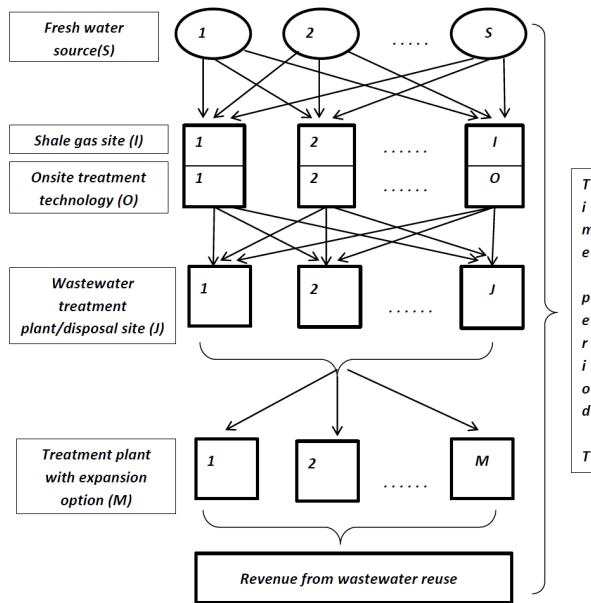 Fresh water
source(S)
1
2
. . . . .
S
Shale gas site (I)
1
2
. . . . . .
I
Onsite treatment
technology (O)
1
2
. . . . . .
O
Wastewater
treatment
plant/disposal site (J)
1
2
. . . . . .
J
Treatment plant
with expansion
option (M)
1
2
. . . . . .
M
Revenue from wastewater reuse
T
i
m
e
p
e
r
i
o
d
T